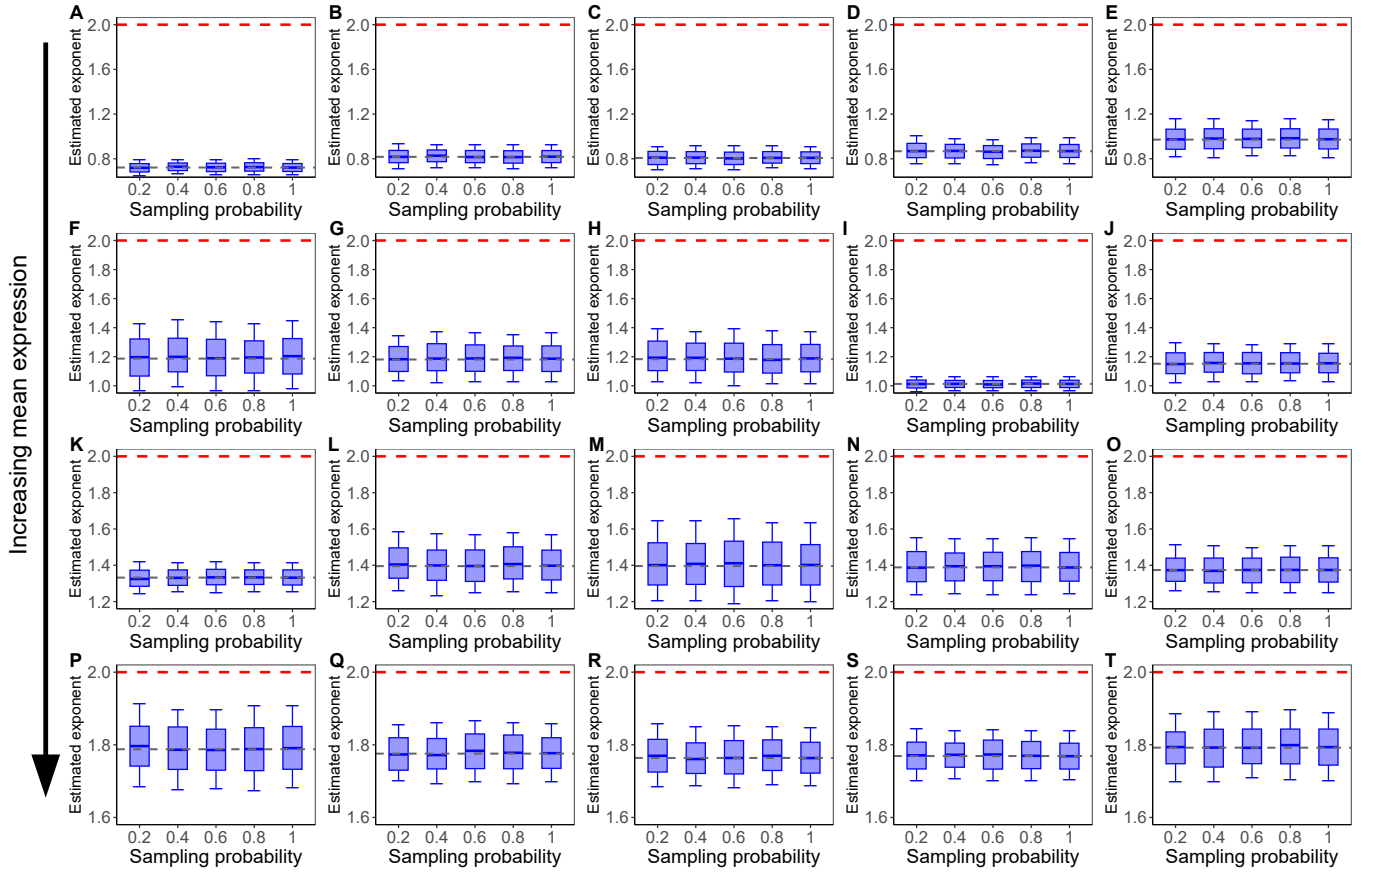 A B C D E
2.0 2.0 2.0 2.0 2.0
1.6 1.6 1.6 1.6 1.6
1.2 1.2 1.2 1.2 1.2
0.8 0.8 0.8 0.8 0.8
Estimated exponent Estimated exponent Estimated exponent Estimated exponent Estimated exponent
0.2 0.4 0.6 0.8 1 0.2 0.4 0.6 0.8 1 0.2 0.4 0.6 0.8 1 0.2 0.4 0.6 0.8 1 0.2 0.4 0.6 0.8 1
Sampling probability Sampling probability Sampling probability Sampling probability Sampling probability
Increasing mean expression
F G H I J
2.0 2.0 2.0 2.0 2.0
1.8 1.8 1.8 1.8 1.8
1.6 1.6 1.6 1.6 1.6
1.4 1.4 1.4 1.4 1.4
1.2 1.2 1.2 1.2 1.2
1.0 1.0 1.0 1.0 1.0
Estimated exponent Estimated exponent Estimated exponent Estimated exponent Estimated exponent
0.2 0.4 0.6 0.8 1 0.2 0.4 0.6 0.8 1 0.2 0.4 0.6 0.8 1 0.2 0.4 0.6 0.8 1 0.2 0.4 0.6 0.8 1
Sampling probability Sampling probability Sampling probability Sampling probability Sampling probability
K L M N O
2.0 2.0 2.0 2.0 2.0
1.8 1.8 1.8 1.8 1.8
1.6 1.6 1.6 1.6 1.6
1.4 1.4 1.4 1.4 1.4
1.2 1.2 1.2 1.2 1.2
Estimated exponent Estimated exponent Estimated exponent Estimated exponent Estimated exponent
0.2 0.4 0.6 0.8 1 0.2 0.4 0.6 0.8 1 0.2 0.4 0.6 0.8 1 0.2 0.4 0.6 0.8 1 0.2 0.4 0.6 0.8 1
Sampling probability Sampling probability Sampling probability Sampling probability Sampling probability
P Q R S T
2.0 2.0 2.0 2.0 2.0
1.8 1.8 1.8 1.8 1.8
1.6 1.6 1.6 1.6 1.6
Estimated exponent Estimated exponent Estimated exponent Estimated exponent Estimated exponent
0.2 0.4 0.6 0.8 1 0.2 0.4 0.6 0.8 1 0.2 0.4 0.6 0.8 1 0.2 0.4 0.6 0.8 1 0.2 0.4 0.6 0.8 1
Sampling probability Sampling probability Sampling probability Sampling probability Sampling probability